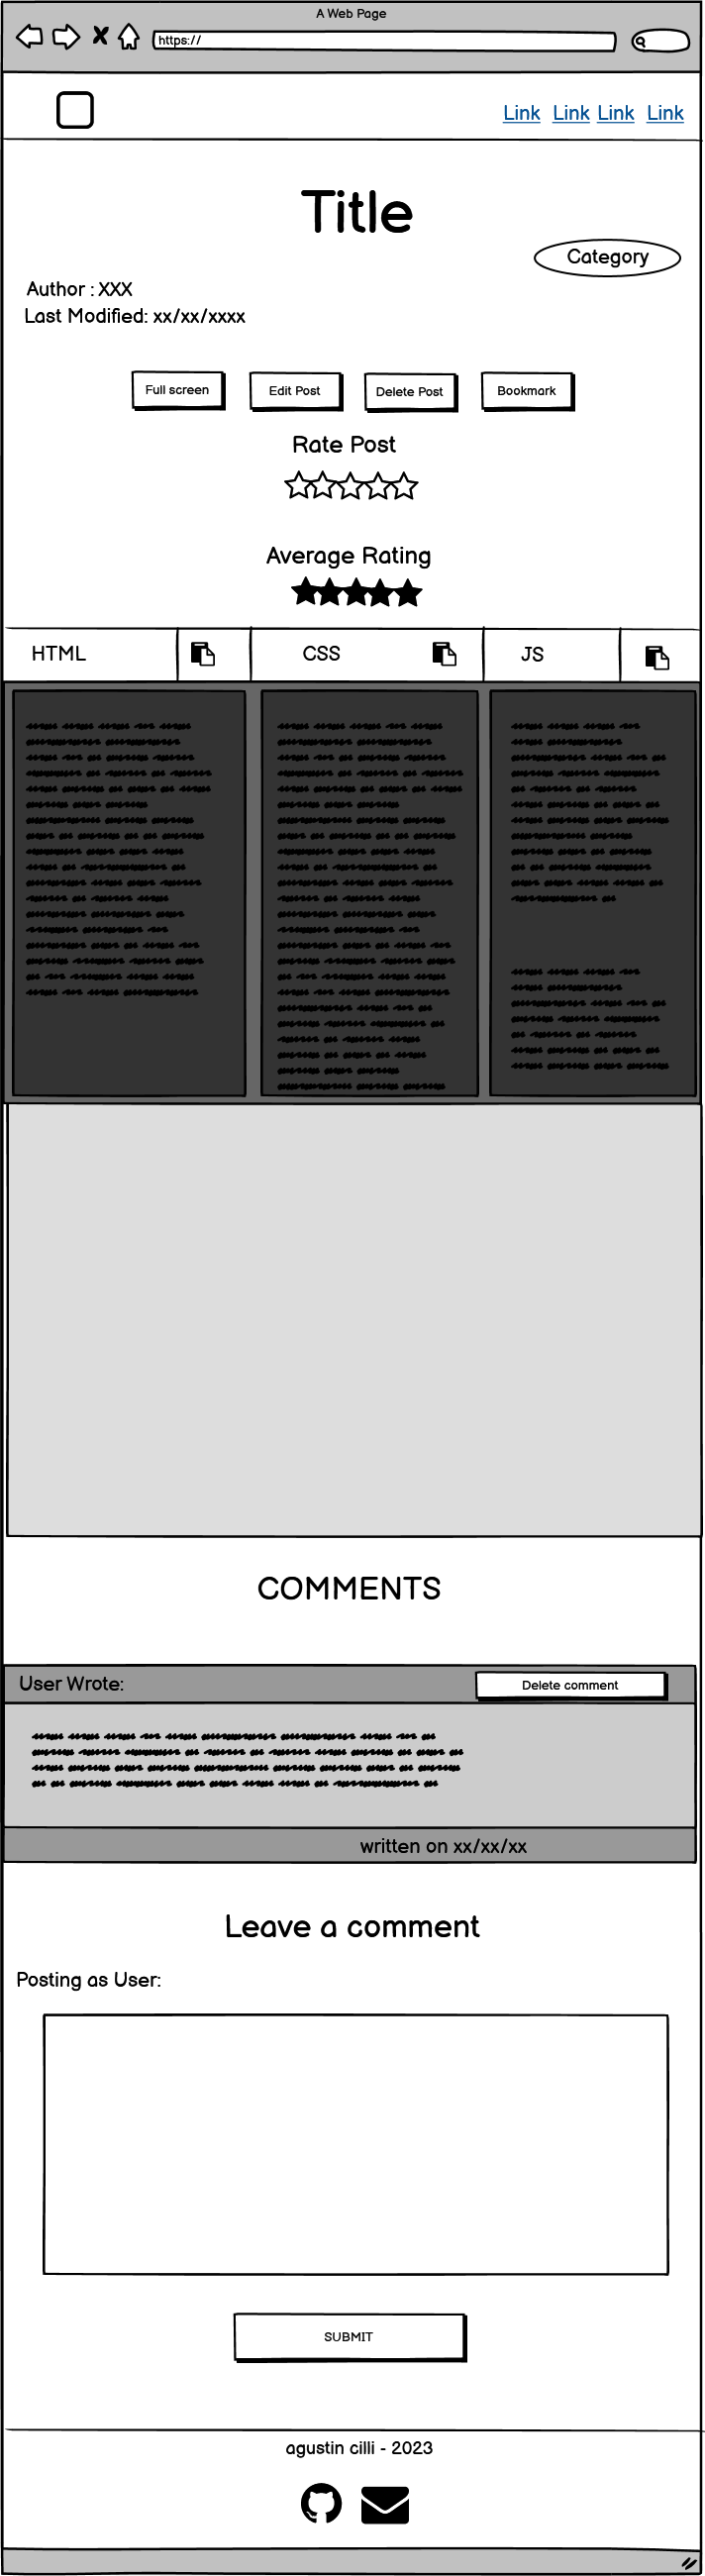 A Web Page
https://
Link Link Link Link
Title
Category
Author : XXX
Last Modified: xx/xx/xxxx
Full screen Edit Post Delete Post Bookmark
Rate Post
Average Rating
HTML CSS JS
COMMENTS
User Wrote: Delete comment
written on xx/xx/xx
Leave a comment
Posting as User:
SUBMIT
agustin cilli - 2023